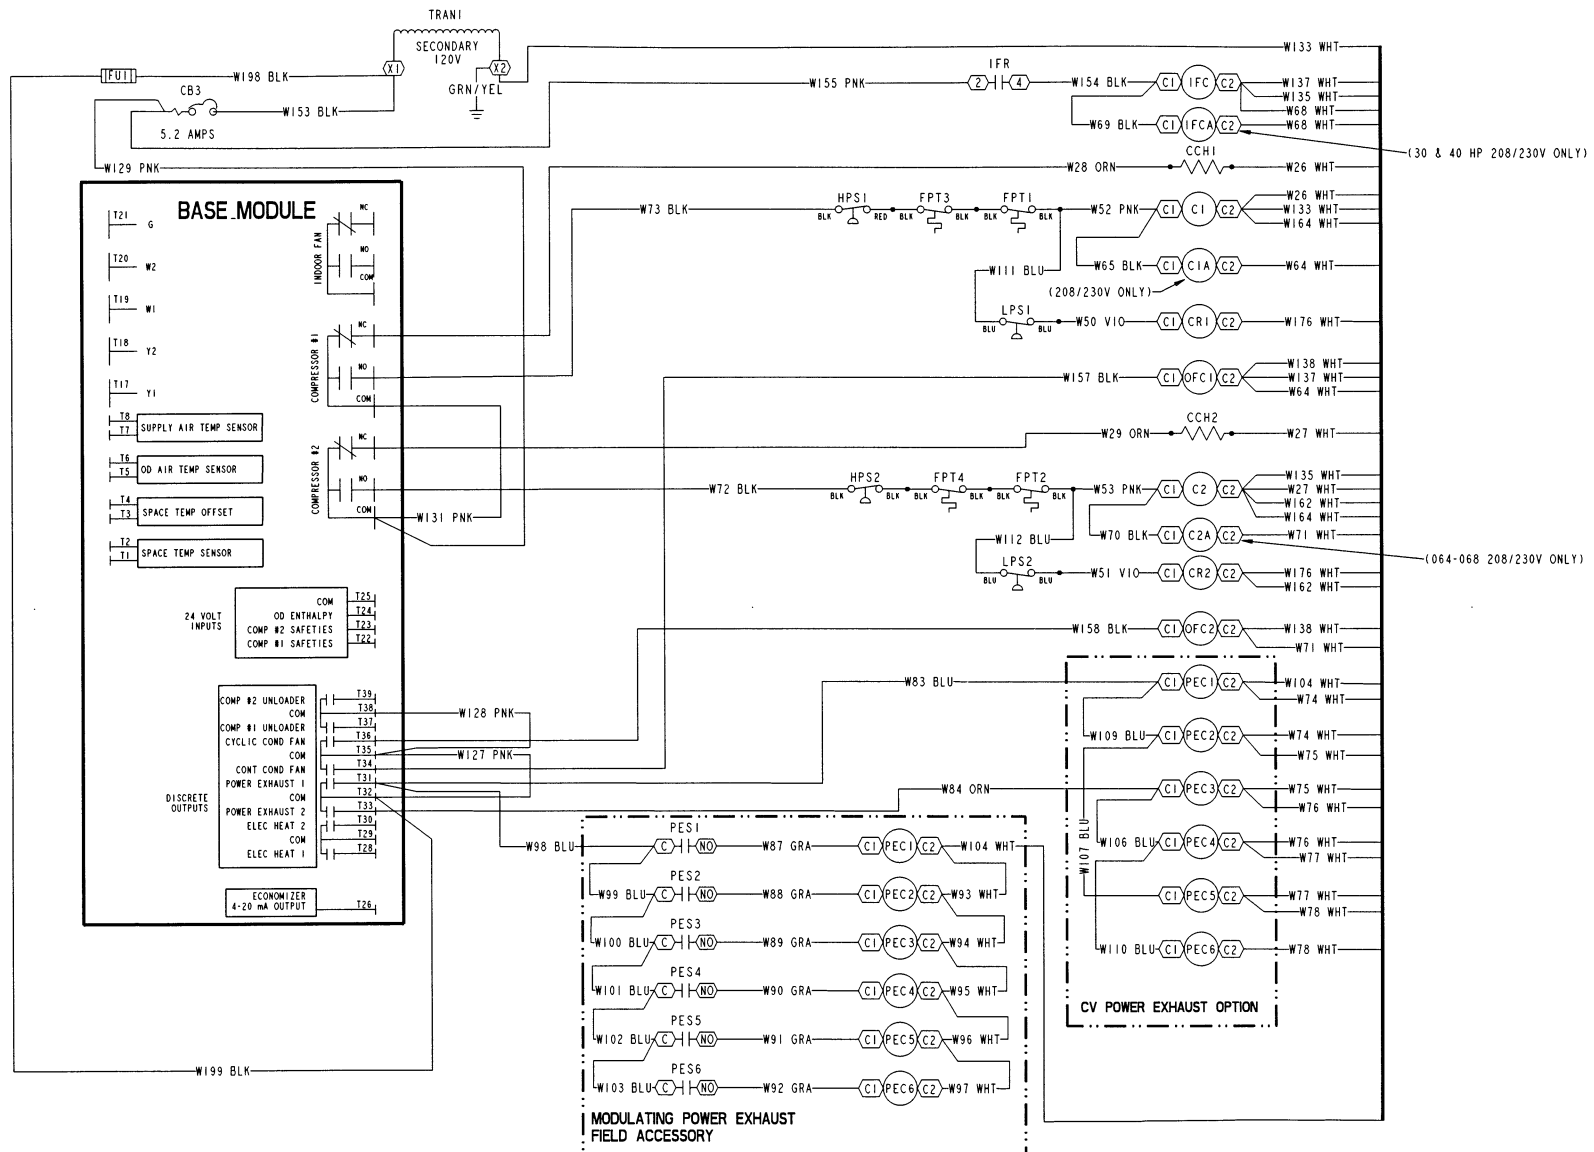 TRAN1
SECONDARY
120V
X1
X2
GRN/YEL
FU1
W198 BLK
CB3
W153 BLK
5.2 AMPS
W129 PNK
W133 WHT
W155 PNK
IFR
2
4
W154 BLK
C1 IFC C2
W137 WHT
W135 WHT
W68 WHT
W69 BLK
C1 IFCA C2
W68 WHT
(30 & 40 HP 208/230V ONLY)
W28 ORN
CCH1
W26 WHT
W73 BLK
HPS1
FPT3
FPT1
BLK
RED
BLK
BLK
BLK
BLK
W52 PNK
C1 C1 C2
W26 WHT
W133 WHT
W164 WHT
W111 BLU
W65 BLK
C1 C1A C2
W64 WHT
(208/230V ONLY)
LPS1
BLU
BLU
W50 VIO
C1 CR1 C2
W176 WHT
W157 BLK
C1 OFC1 C2
W138 WHT
W137 WHT
W64 WHT
W29 ORN
CCH2
W27 WHT
W72 BLK
HPS2
FPT4
FPT2
BLK
BLK
BLK
BLK
BLK
BLK
W53 PNK
C1 C2 C2
W135 WHT
W27 WHT
W162 WHT
W164 WHT
W112 BLU
W70 BLK
C1 C2A C2
W71 WHT
(064-068 208/230V ONLY)
LPS2
BLU
BLU
W51 VIO
C1 CR2 C2
W176 WHT
W162 WHT
W158 BLK
C1 OFC2 C2
W138 WHT
W71 WHT
BASE MODULE
T21
G
T20
W2
T19
W1
T18
Y2
T17
Y1
T8
T7
SUPPLY AIR TEMP SENSOR
T6
T5
OD AIR TEMP SENSOR
T4
T3
SPACE TEMP OFFSET
T2
T1
SPACE TEMP SENSOR
INDOOR FAN
NC
NO
COM
COMPRESSOR #1
NC
NO
COM
COMPRESSOR #2
NC
NO
COM
W131 PNK
24 VOLT
INPUTS
COM T25
OD ENTHALPY T24
COMP #2 SAFETIES T23
COMP #1 SAFETIES T22
DISCRETE
OUTPUTS
COMP #2 UNLOADER T39
COM T38
COMP #1 UNLOADER T37
CYCLIC COND FAN T36
COM T35
CONT COND FAN T34
POWER EXHAUST 1 T31
COM T32
POWER EXHAUST 2 T33
ELEC HEAT 2 T30
COM T29
ELEC HEAT 1 T28
ECONOMIZER
4-20 mA OUTPUT
T26
W128 PNK
W127 PNK
W199 BLK
W83 BLU
C1 PEC1 C2
W104 WHT
W74 WHT
W109 BLU
C1 PEC2 C2
W74 WHT
W75 WHT
W84 ORN
C1 PEC3 C2
W75 WHT
W76 WHT
W107 BLU
W106 BLU
C1 PEC4 C2
W76 WHT
W77 WHT
C1 PEC5 C2
W77 WHT
W78 WHT
W110 BLU
C1 PEC6 C2
W78 WHT
CV POWER EXHAUST OPTION
W98 BLU
PES1
C
NO
W87 GRA
C1 PEC1 C2
W104 WHT
W99 BLU
PES2
C
NO
W88 GRA
C1 PEC2 C2
W93 WHT
W100 BLU
PES3
C
NO
W89 GRA
C1 PEC3 C2
W94 WHT
W101 BLU
PES4
C
NO
W90 GRA
C1 PEC4 C2
W95 WHT
W102 BLU
PES5
C
NO
W91 GRA
C1 PEC5 C2
W96 WHT
W103 BLU
PES6
C
NO
W92 GRA
C1 PEC6 C2
W97 WHT
MODULATING POWER EXHAUST
FIELD ACCESSORY